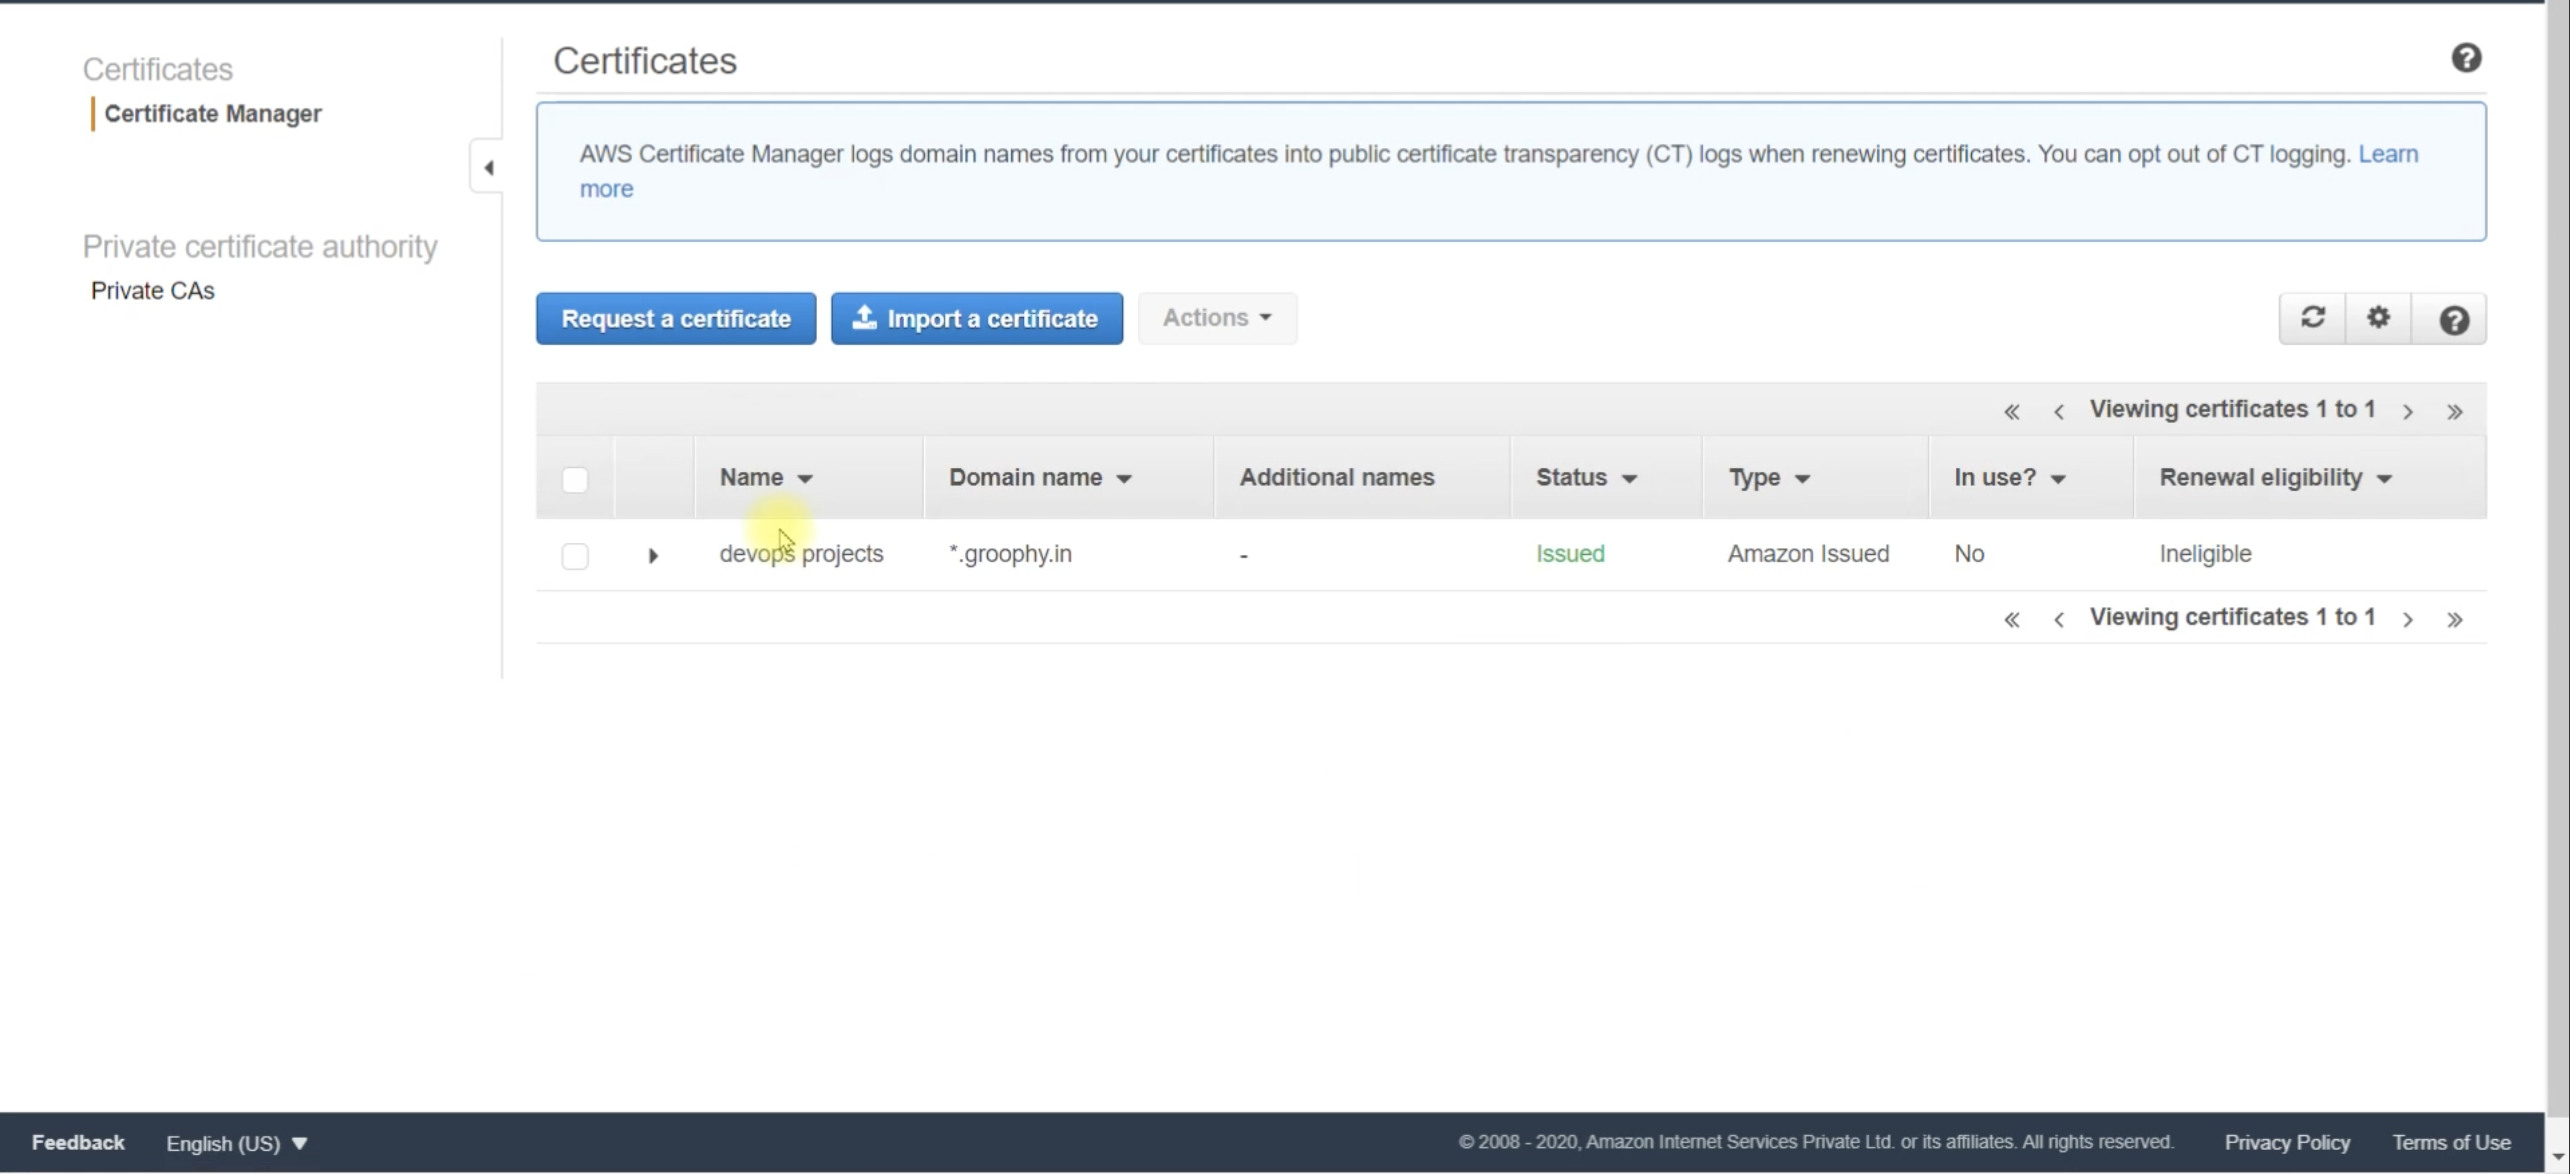 Certificates
Certificate Manager
Private certificate authority
Private CAs
Certificates
AWS Certificate Manager logs domain names from your certificates into public certificate transparency (CT) logs when renewing certificates. You can opt out of CT logging. Learn
more
Request a certificate Import a certificate Actions
« ‹ Viewing certificates 1 to 1 › »
Name Domain name Additional names Status Type In use? Renewal eligibility
devops projects *.groophy.in - Issued Amazon Issued No Ineligible
« ‹ Viewing certificates 1 to 1 › »
Feedback English (US) © 2008 - 2020, Amazon Internet Services Private Ltd. or its affiliates. All rights reserved. Privacy Policy Terms of Use